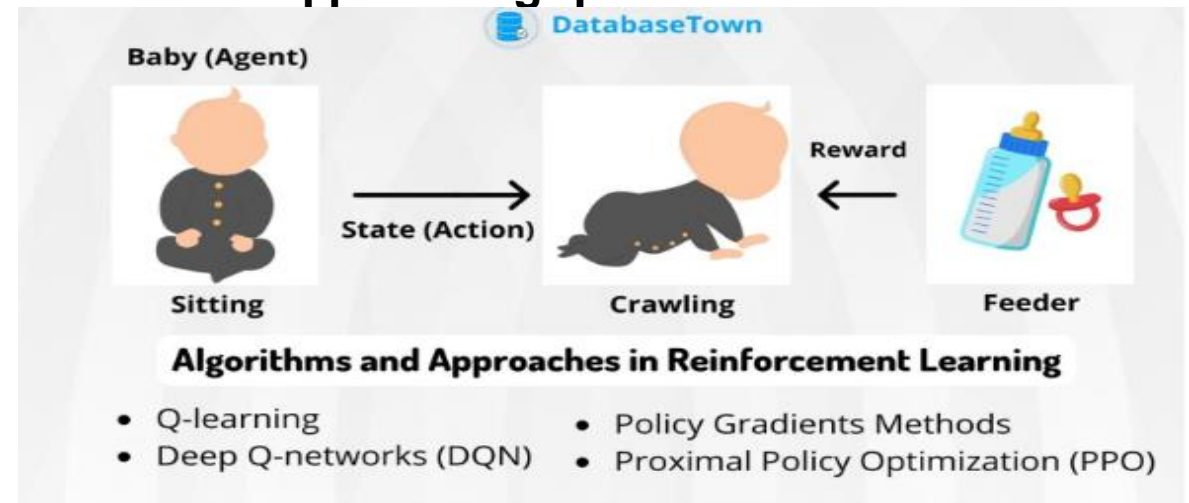 DatabaseTown
Baby (Agent)
Reward
State (Action)
Sitting
Crawling
Feeder
Algorithms and Approaches in Reinforcement Learning
• Q-learning
• Deep Q-networks (DQN)
• Policy Gradients Methods
• Proximal Policy Optimization (PPO)